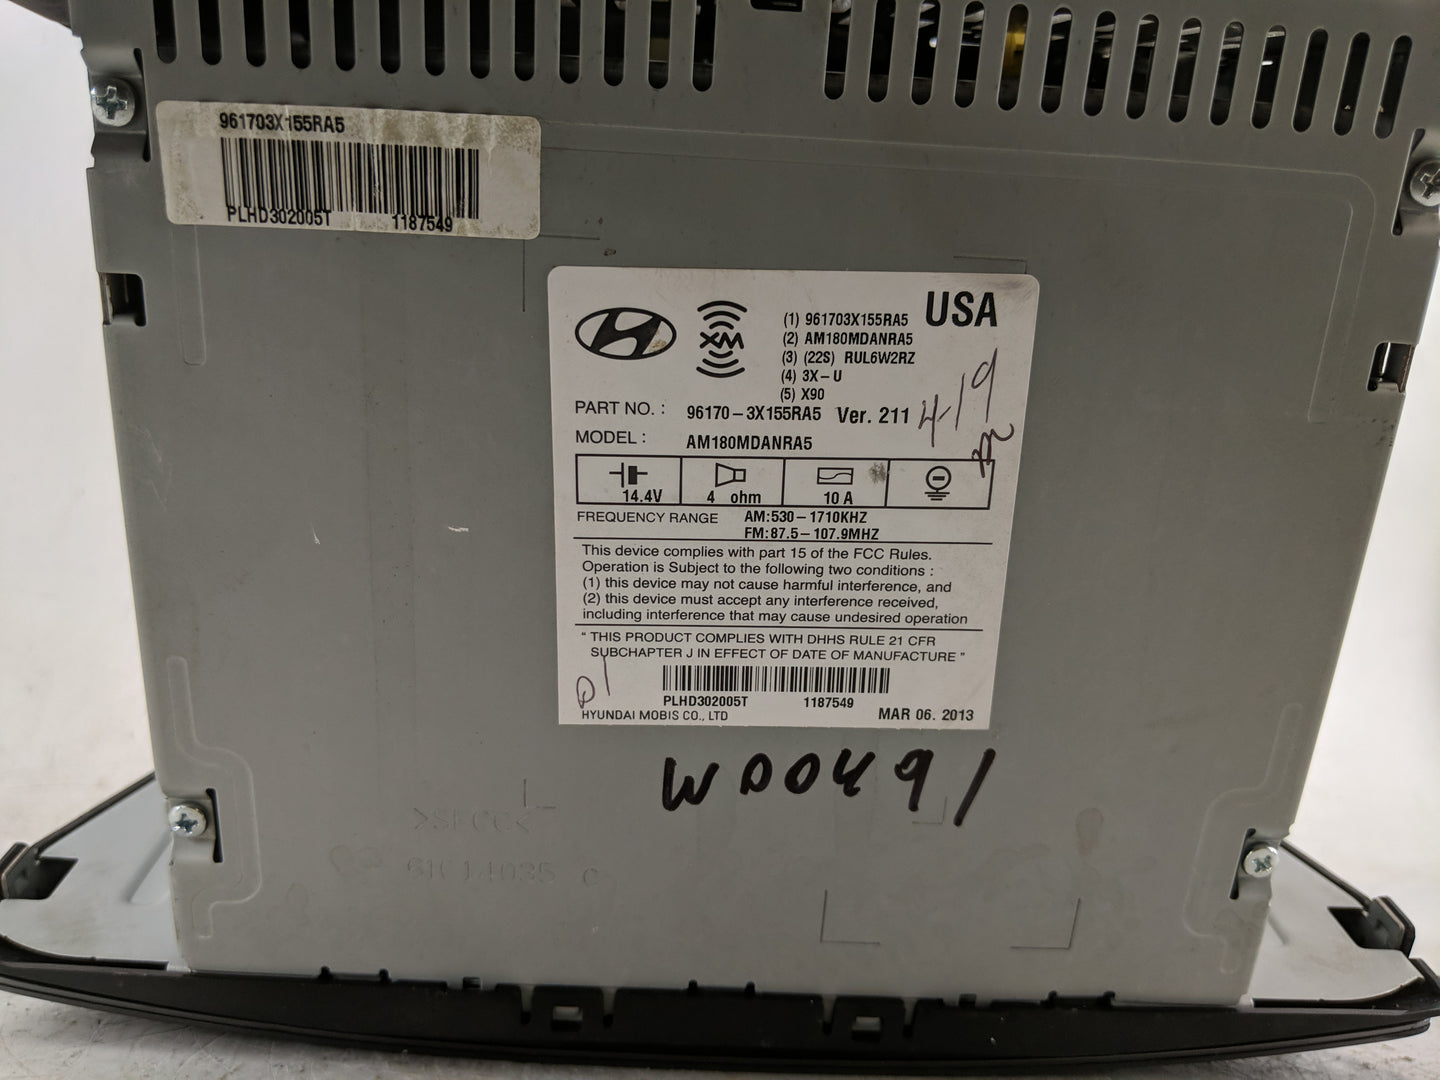 961703X155RA5
PLHD302005T 1187549
XM
USA
(1) 961703X155RA5
(2) AM180MDANRA5
(3) (22S) RUL6W2RZ
(4) 3X-U
(5) X90
4-19
PART NO. : 96170-3X155RA5 Ver. 211
MODEL : AM180MDANRA5
14.4V 4 ohm 10 A
FREQUENCY RANGE AM:530-1710KHZ
FM:87.5-107.9MHZ
This device complies with part 15 of the FCC Rules.
Operation is Subject to the following two conditions :
(1) this device may not cause harmful interference, and
(2) this device must accept any interference received,
including interference that may cause undesired operation
" THIS PRODUCT COMPLIES WITH DHHS RULE 21 CFR
SUBCHAPTER J IN EFFECT OF DATE OF MANUFACTURE "
PLHD302005T 1187549
HYUNDAI MOBIS CO., LTD MAR 06. 2013
W00491
>SECC<